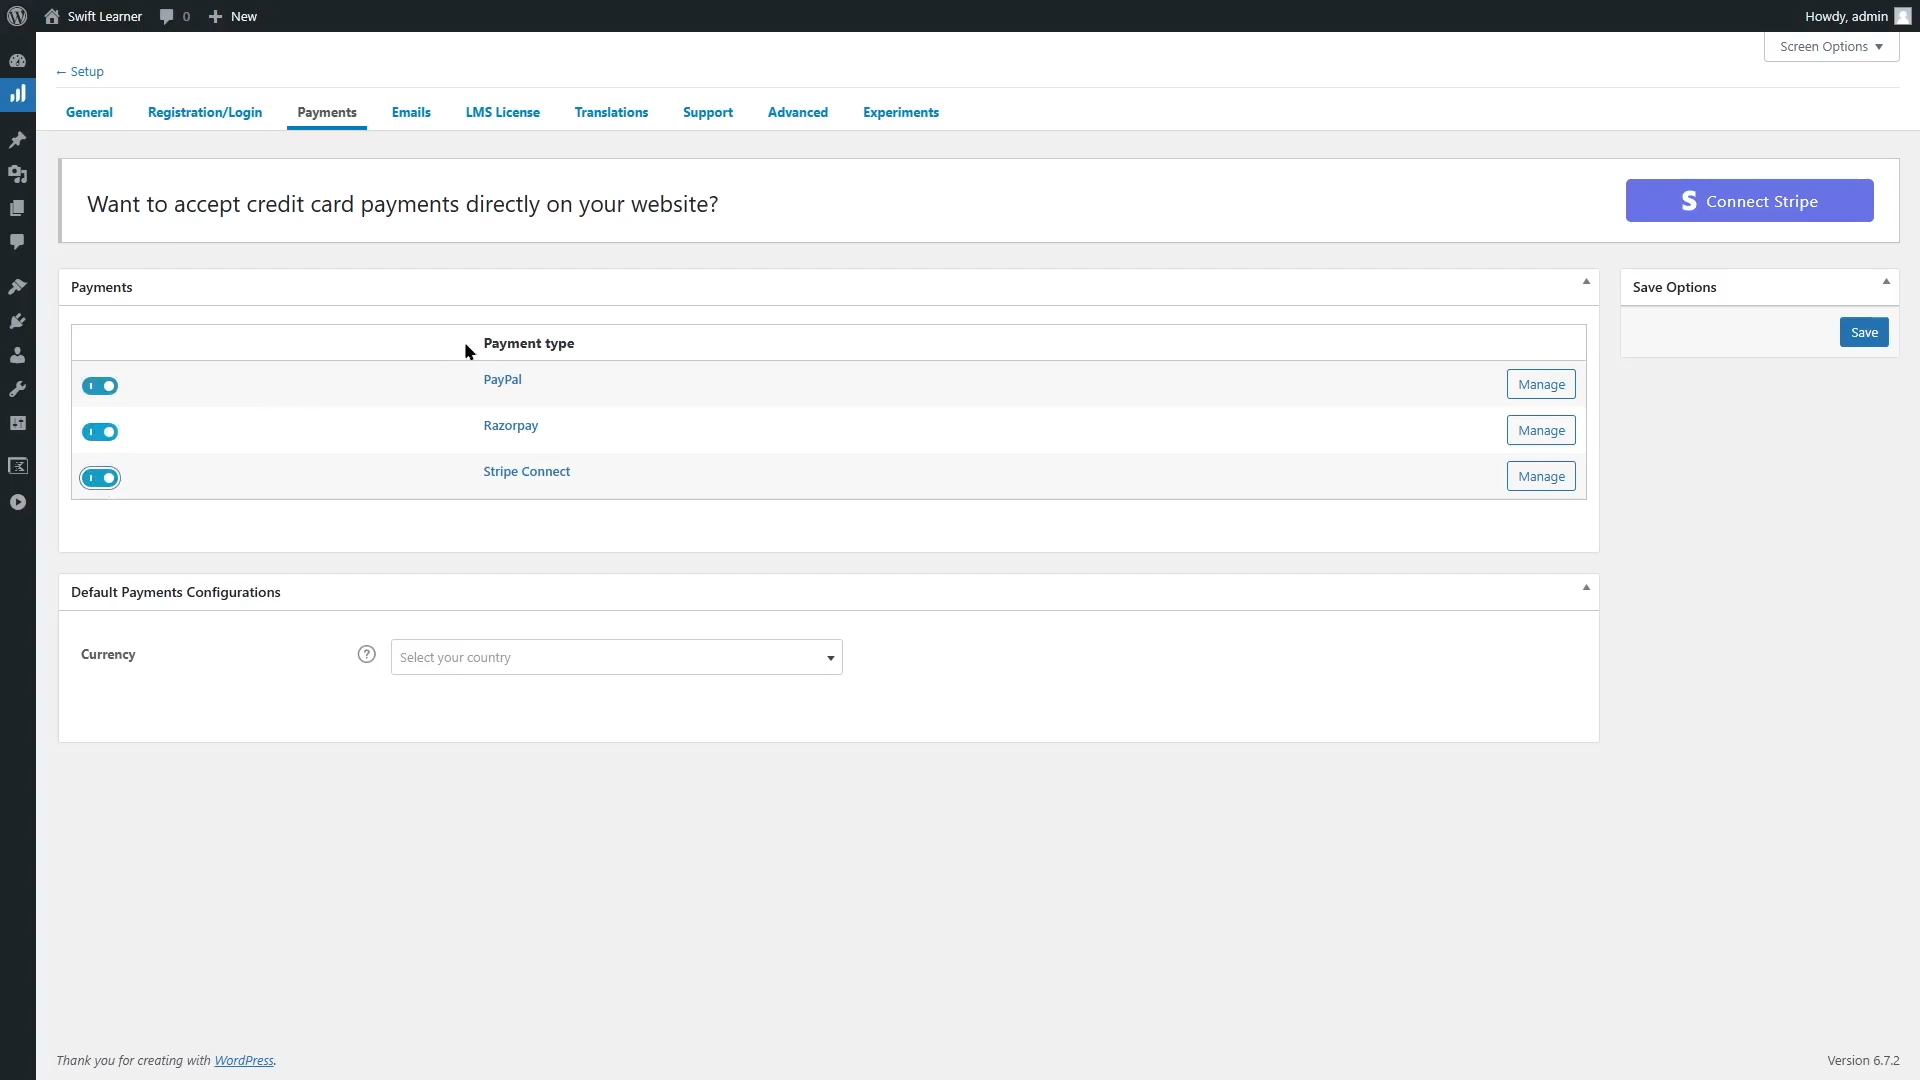 Swift Learner 0 New Howdy, admin
Screen Options
← Setup
General Registration/Login Payments Emails LMS License Translations Support Advanced Experiments
Want to accept credit card payments directly on your website?
S Connect Stripe
Payments
Save Options
Save
Payment type
PayPal Manage
Razorpay Manage
Stripe Connect Manage
Default Payments Configurations
Currency ? Select your country
Thank you for creating with WordPress.
Version 6.7.2